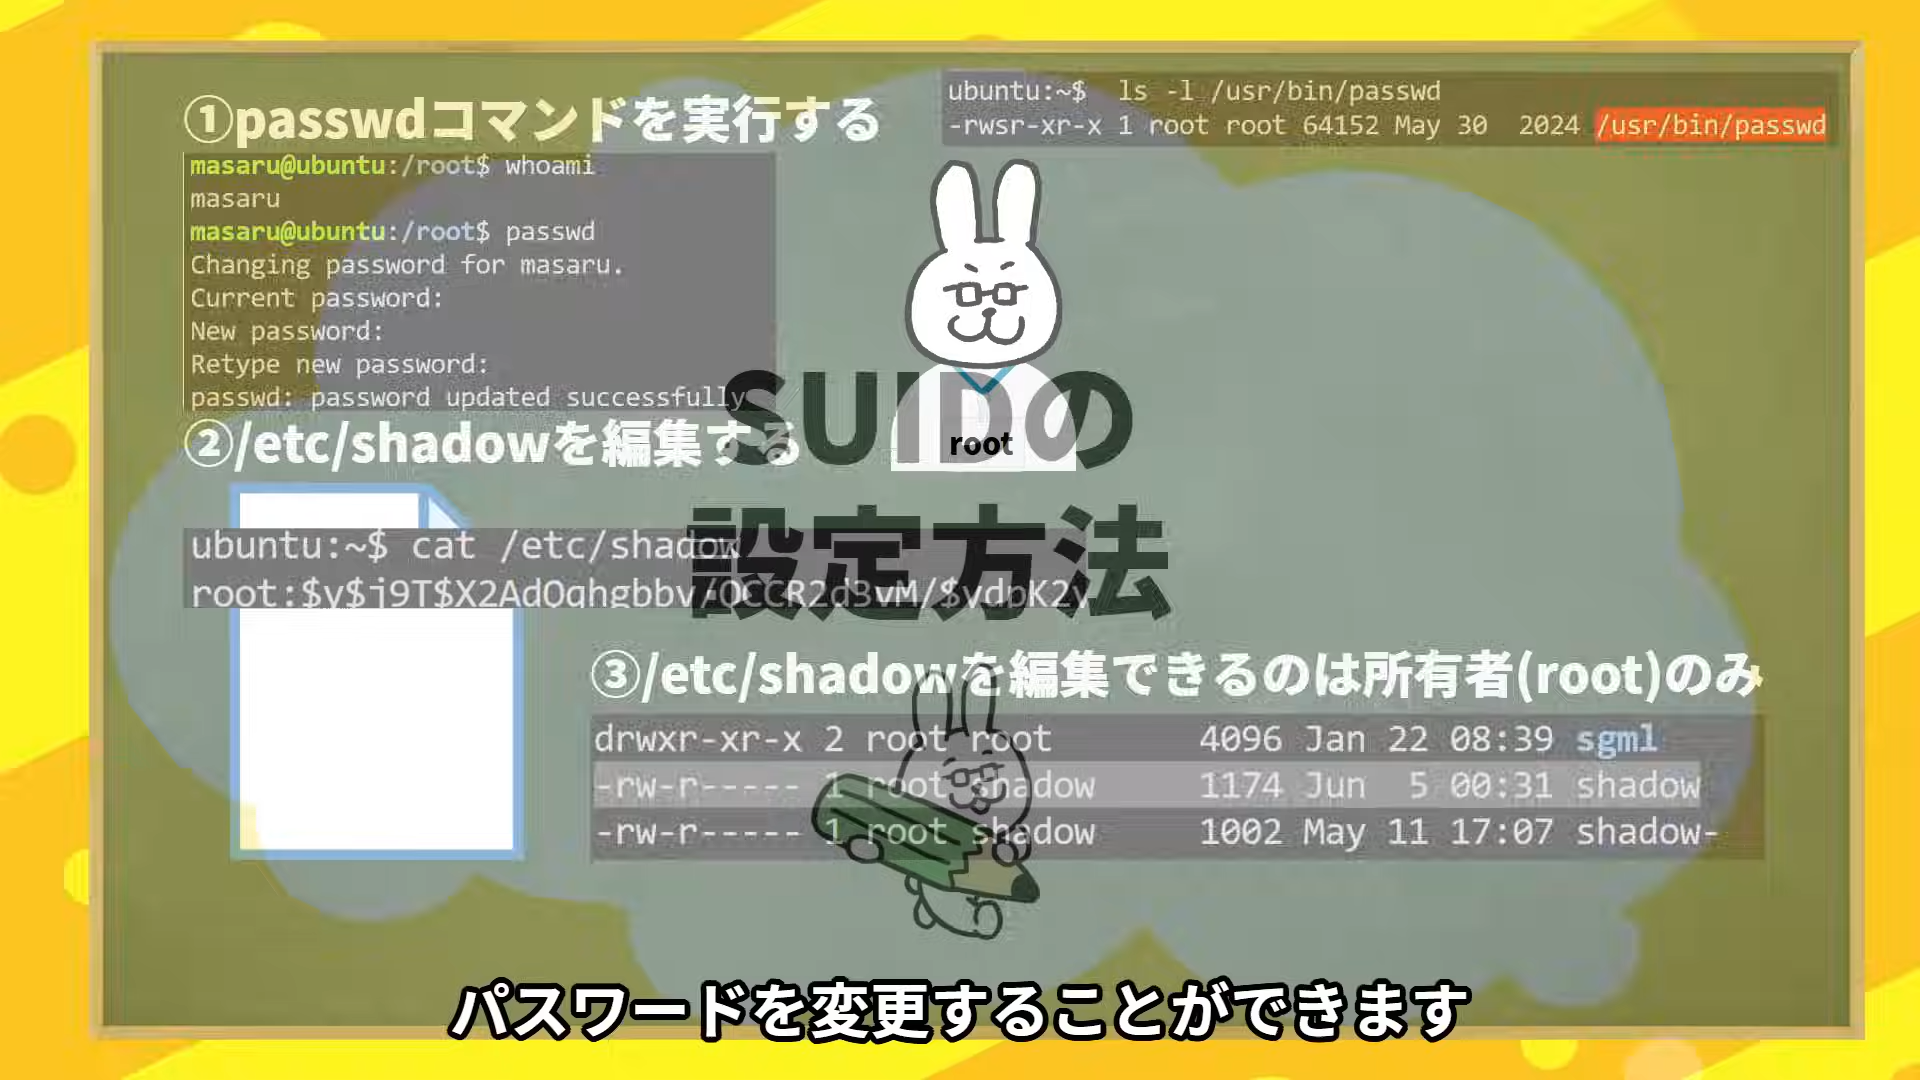 ①passwdコマンドを実行する
ubuntu:~$ ls -l /usr/bin/passwd
-rwsr-xr-x 1 root root 64152 May 30 2024 /usr/bin/passwd
masaru@ubuntu:/root$ whoami
masaru
masaru@ubuntu:/root$ passwd
Changing password for masaru.
Current password:
New password:
Retype new password:
passwd: password updated successfully
SUIDの
設定方法
root
②/etc/shadowを編集する
ubuntu:~$ cat /etc/shadow
③/etc/shadowを編集できるのは所有者(root)のみ
drwxr-xr-x 2 root root 4096 Jan 22 08:39 sgml
-rw-r----- 1 root shadow 1174 Jun 5 00:31 shadow
-rw-r----- 1 root shadow 1002 May 11 17:07 shadow-
パスワードを変更することができます